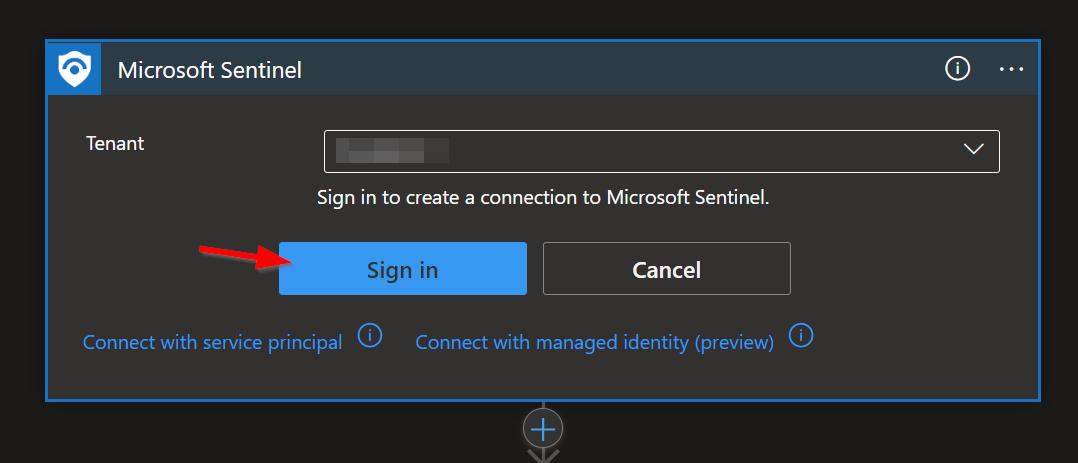 Microsoft Sentinel
Tenant
Sign in to create a connection to Microsoft Sentinel.
Sign in Cancel
Connect with service principal Connect with managed identity (preview)